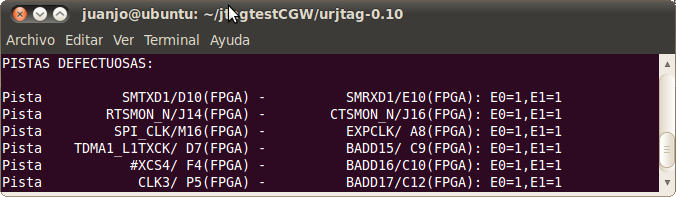 juanjo@ubuntu: ~/jtagtestCGW/urjtag-0.10
Archivo Editar Ver Terminal Ayuda
PISTAS DEFECTUOSAS:
Pista SMTXD1/D10(FPGA) - SMRXD1/E10(FPGA): E0=1,E1=1
Pista RTSMON_N/J14(FPGA) - CTSMON_N/J16(FPGA): E0=1,E1=1
Pista SPI_CLK/M16(FPGA) - EXPCLK/ A8(FPGA): E0=1,E1=1
Pista TDMA1_L1TXCK/ D7(FPGA) - BADD15/ C9(FPGA): E0=1,E1=1
Pista #XCS4/ F4(FPGA) - BADD16/C10(FPGA): E0=1,E1=1
Pista CLK3/ P5(FPGA) - BADD17/C12(FPGA): E0=1,E1=1